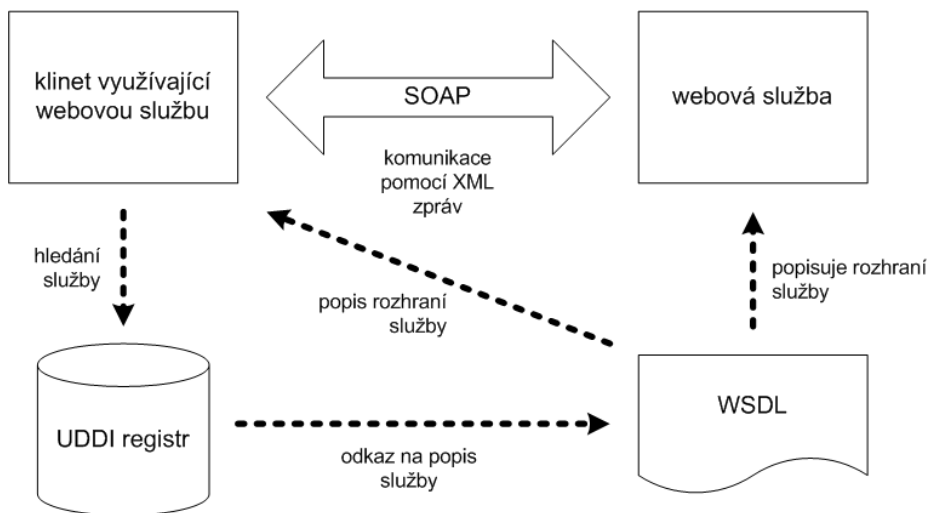 klinet využívající
webovou službu
SOAP
webová služba
komunikace
pomocí XML
zpráv
hledání
služby
popis rozhraní
služby
popisuje rozhraní
služby
UDDI registr
WSDL
odkaz na popis
služby